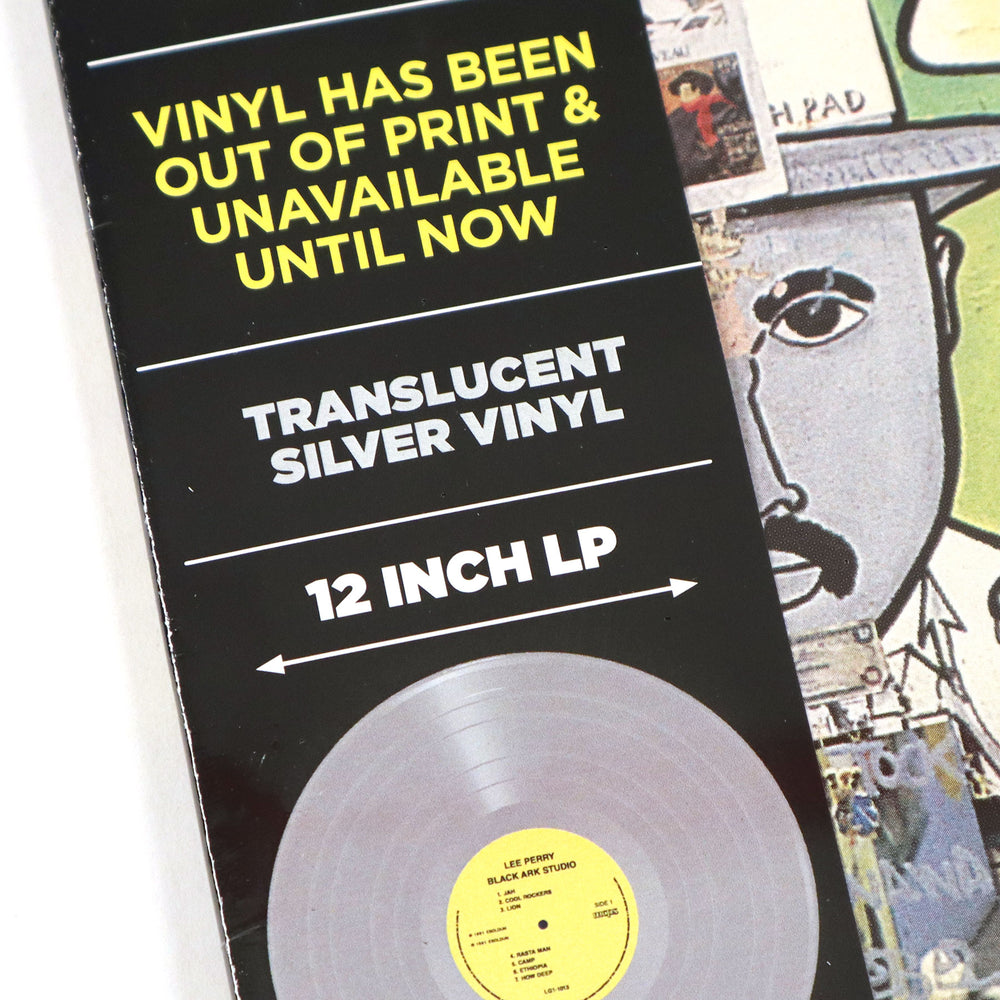 VINYL HAS BEEN
OUT OF PRINT &
UNAVAILABLE
UNTIL NOW
TRANSLUCENT
SILVER VINYL
12 INCH LP
LEE PERRY
BLACK ARK STUDIO
1. JAH
2. COOL ROCKERS
3. LION
SIDE 1
4. RASTA MAN
5. CAMP
6. ETHIOPIA
7. HOW DEEP
LG1-1013
H PAD